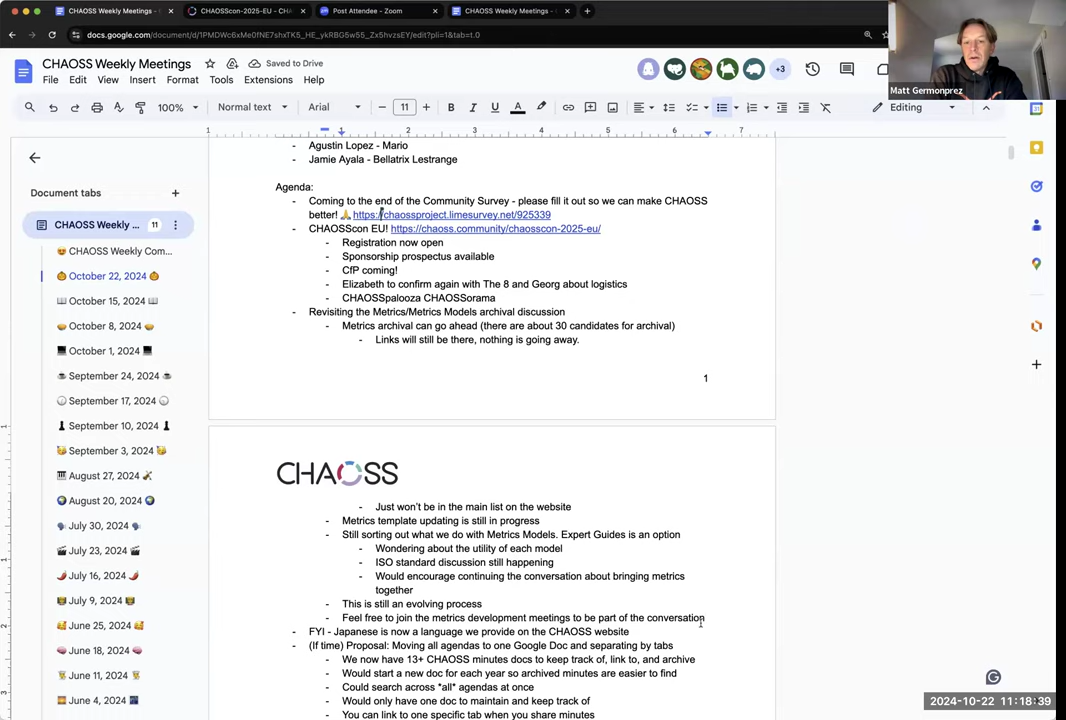 CHAOSS Weekly Meetings -
CHAOSScon-2025-EU - CHA
Post Attendee - Zoom
CHAOSS Weekly Meetings -
docs.google.com/document/d/1PMDWc6xMe0fNE7shxTK5_HE_ykRBG5w55_Zx5hvzsEY/edit?pli=1&tab=t.0
CHAOSS Weekly Meetings
Saved to Drive
File Edit View Insert Format Tools Extensions Help
+3
Matt Germonprez
100%
Normal text
Arial
11
Editing
1 1 2 3 4 5 6 7
Document tabs
CHAOSS Weekly ...
11
CHAOSS Weekly Com...
October 22, 2024
October 15, 2024
October 8, 2024
October 1, 2024
September 24, 2024
September 17, 2024
September 10, 2024
September 3, 2024
August 27, 2024
August 20, 2024
July 30, 2024
July 23, 2024
July 16, 2024
July 9, 2024
June 25, 2024
June 18, 2024
June 11, 2024
June 4, 2024
- Agustin Lopez - Mario
- Jamie Ayala - Bellatrix Lestrange
Agenda:
- Coming to the end of the Community Survey - please fill it out so we can make CHAOSS
better! 🙏 https://chaossproject.limesurvey.net/925339
- CHAOSScon EU! https://chaoss.community/chaosscon-2025-eu/
- Registration now open
- Sponsorship prospectus available
- CfP coming!
- Elizabeth to confirm again with The 8 and Georg about logistics
- CHAOSSpalooza CHAOSSorama
- Revisiting the Metrics/Metrics Models archival discussion
- Metrics archival can go ahead (there are about 30 candidates for archival)
- Links will still be there, nothing is going away.
1
CHAOSS
- Just won't be in the main list on the website
- Metrics template updating is still in progress
- Still sorting out what we do with Metrics Models. Expert Guides is an option
- Wondering about the utility of each model
- ISO standard discussion still happening
- Would encourage continuing the conversation about bringing metrics
together
- This is still an evolving process
- Feel free to join the metrics development meetings to be part of the conversation
- FYI - Japanese is now a language we provide on the CHAOSS website
- (If time) Proposal: Moving all agendas to one Google Doc and separating by tabs
- We now have 13+ CHAOSS minutes docs to keep track of, link to, and archive
- Would start a new doc for each year so archived minutes are easier to find
- Could search across *all* agendas at once
- Would only have one doc to maintain and keep track of
- You can link to one specific tab when you share minutes
2024-10-22 11:18:39